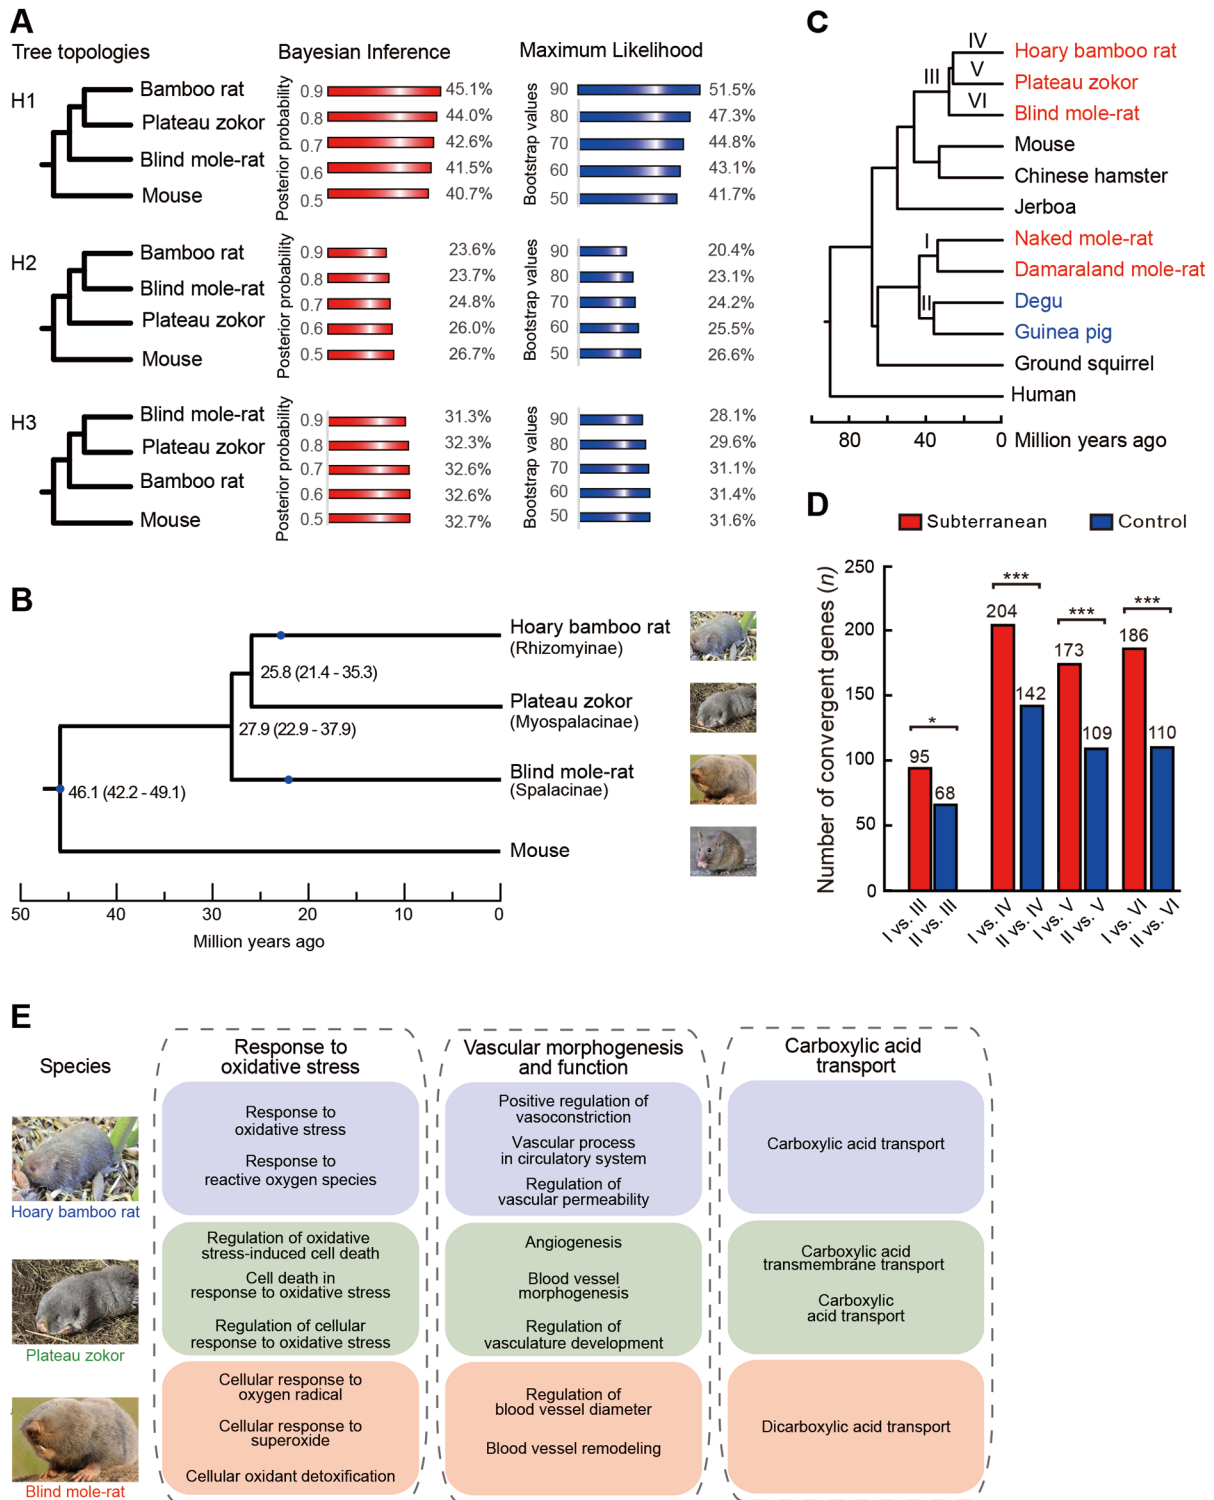 A
Tree topologies
Bayesian Inference
Maximum Likelihood
H1
Bamboo rat
Plateau zokor
Blind mole-rat
Mouse
Posterior probability
0.9 45.1%
0.8 44.0%
0.7 42.6%
0.6 41.5%
0.5 40.7%
Bootstrap values
90 51.5%
80 47.3%
70 44.8%
60 43.1%
50 41.7%
H2
Bamboo rat
Blind mole-rat
Plateau zokor
Mouse
Posterior probability
0.9 23.6%
0.8 23.7%
0.7 24.8%
0.6 26.0%
0.5 26.7%
Bootstrap values
90 20.4%
80 23.1%
70 24.2%
60 25.5%
50 26.6%
H3
Blind mole-rat
Plateau zokor
Bamboo rat
Mouse
Posterior probability
0.9 31.3%
0.8 32.3%
0.7 32.6%
0.6 32.6%
0.5 32.7%
Bootstrap values
90 28.1%
80 29.6%
70 31.1%
60 31.4%
50 31.6%
B
Hoary bamboo rat
(Rhizomyinae)
25.8 (21.4 - 35.3)
Plateau zokor
(Myospalacinae)
27.9 (22.9 - 37.9)
Blind mole-rat
(Spalacinae)
46.1 (42.2 - 49.1)
Mouse
50 40 30 20 10 0
Million years ago
C
IV
Hoary bamboo rat
III
V
Plateau zokor
VI
Blind mole-rat
Mouse
Chinese hamster
Jerboa
I
Naked mole-rat
Damaraland mole-rat
II
Degu
Guinea pig
Ground squirrel
Human
80 40 0 Million years ago
D
Subterranean
Control
Number of convergent genes (n)
250
200
150
100
50
0
*
95
68
***
204
142
***
173
109
***
186
110
I vs. III
II vs. III
I vs. IV
II vs. IV
I vs. V
II vs. V
I vs. VI
II vs. VI
E
Species
Response to
oxidative stress
Vascular morphogenesis
and function
Carboxylic acid
transport
Hoary bamboo rat
Response to
oxidative stress
Response to
reactive oxygen species
Positive regulation of
vasoconstriction
Vascular process
in circulatory system
Regulation of
vascular permeability
Carboxylic acid transport
Plateau zokor
Regulation of oxidative
stress-induced cell death
Cell death in
response to oxidative stress
Regulation of cellular
response to oxidative stress
Angiogenesis
Blood vessel
morphogenesis
Regulation of
vasculature development
Carboxylic acid
transmembrane transport
Carboxylic
acid transport
Blind mole-rat
Cellular response to
oxygen radical
Cellular response to
superoxide
Cellular oxidant detoxification
Regulation of
blood vessel diameter
Blood vessel remodeling
Dicarboxylic acid transport